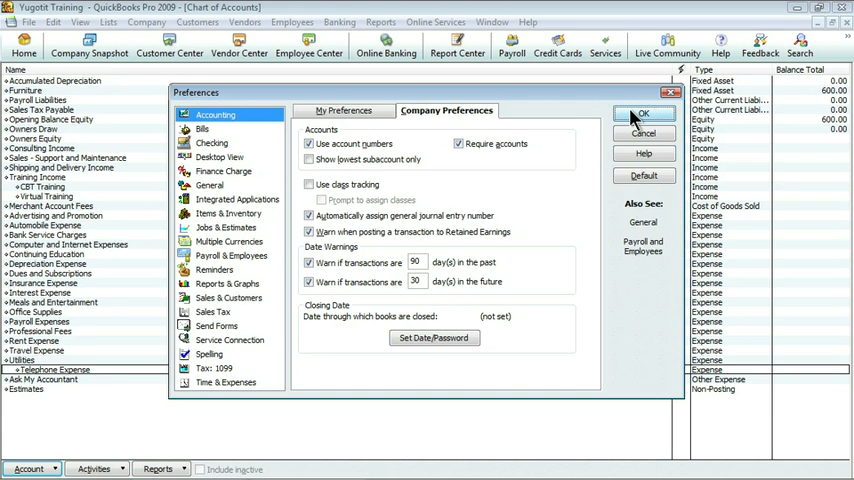 Yugotit Training - QuickBooks Pro 2009 - [Chart of Accounts]
File Edit View Lists Company Customers Vendors Employees Banking Reports Online Services Window Help
Home Company Snapshot Customer Center Vendor Center Employee Center Online Banking Report Center Payroll Credit Cards Services Live Community Help Feedback Search
Name Type Balance Total
Accumulated Depreciation Fixed Asset 0.00
Furniture Fixed Asset 600.00
Payroll Liabilities Other Current Liabi... 0.00
Sales Tax Payable Other Current Liabi... 0.00
Opening Balance Equity Equity 600.00
Owners Draw Equity 0.00
Owners Equity Equity
Consulting Income Income
Sales - Support and Maintenance Income
Shipping and Delivery Income Income
Training Income Income
CBT Training Income
Virtual Training Income
Merchant Account Fees Cost of Goods Sold
Advertising and Promotion Expense
Automobile Expense Expense
Bank Service Charges Expense
Computer and Internet Expenses Expense
Continuing Education Expense
Depreciation Expense Expense
Dues and Subscriptions Expense
Insurance Expense Expense
Interest Expense Expense
Meals and Entertainment Expense
Office Supplies Expense
Payroll Expenses Expense
Professional Fees Expense
Rent Expense Expense
Travel Expense Expense
Utilities Expense
Telephone Expense Expense
Ask My Accountant Other Expense
Estimates Non-Posting
Preferences
Accounting
Bills
Checking
Desktop View
Finance Charge
General
Integrated Applications
Items & Inventory
Jobs & Estimates
Multiple Currencies
Payroll & Employees
Reminders
Reports & Graphs
Sales & Customers
Sales Tax
Send Forms
Service Connection
Spelling
Tax: 1099
Time & Expenses
My Preferences Company Preferences
Accounts
Use account numbers Require accounts
Show lowest subaccount only
Use class tracking
Prompt to assign classes
Automatically assign general journal entry number
Warn when posting a transaction to Retained Earnings
Date Warnings
Warn if transactions are 90 day(s) in the past
Warn if transactions are 30 day(s) in the future
Closing Date
Date through which books are closed: (not set)
Set Date/Password
OK
Cancel
Help
Default
Also See:
General
Payroll and
Employees
Account Activities Reports Include inactive